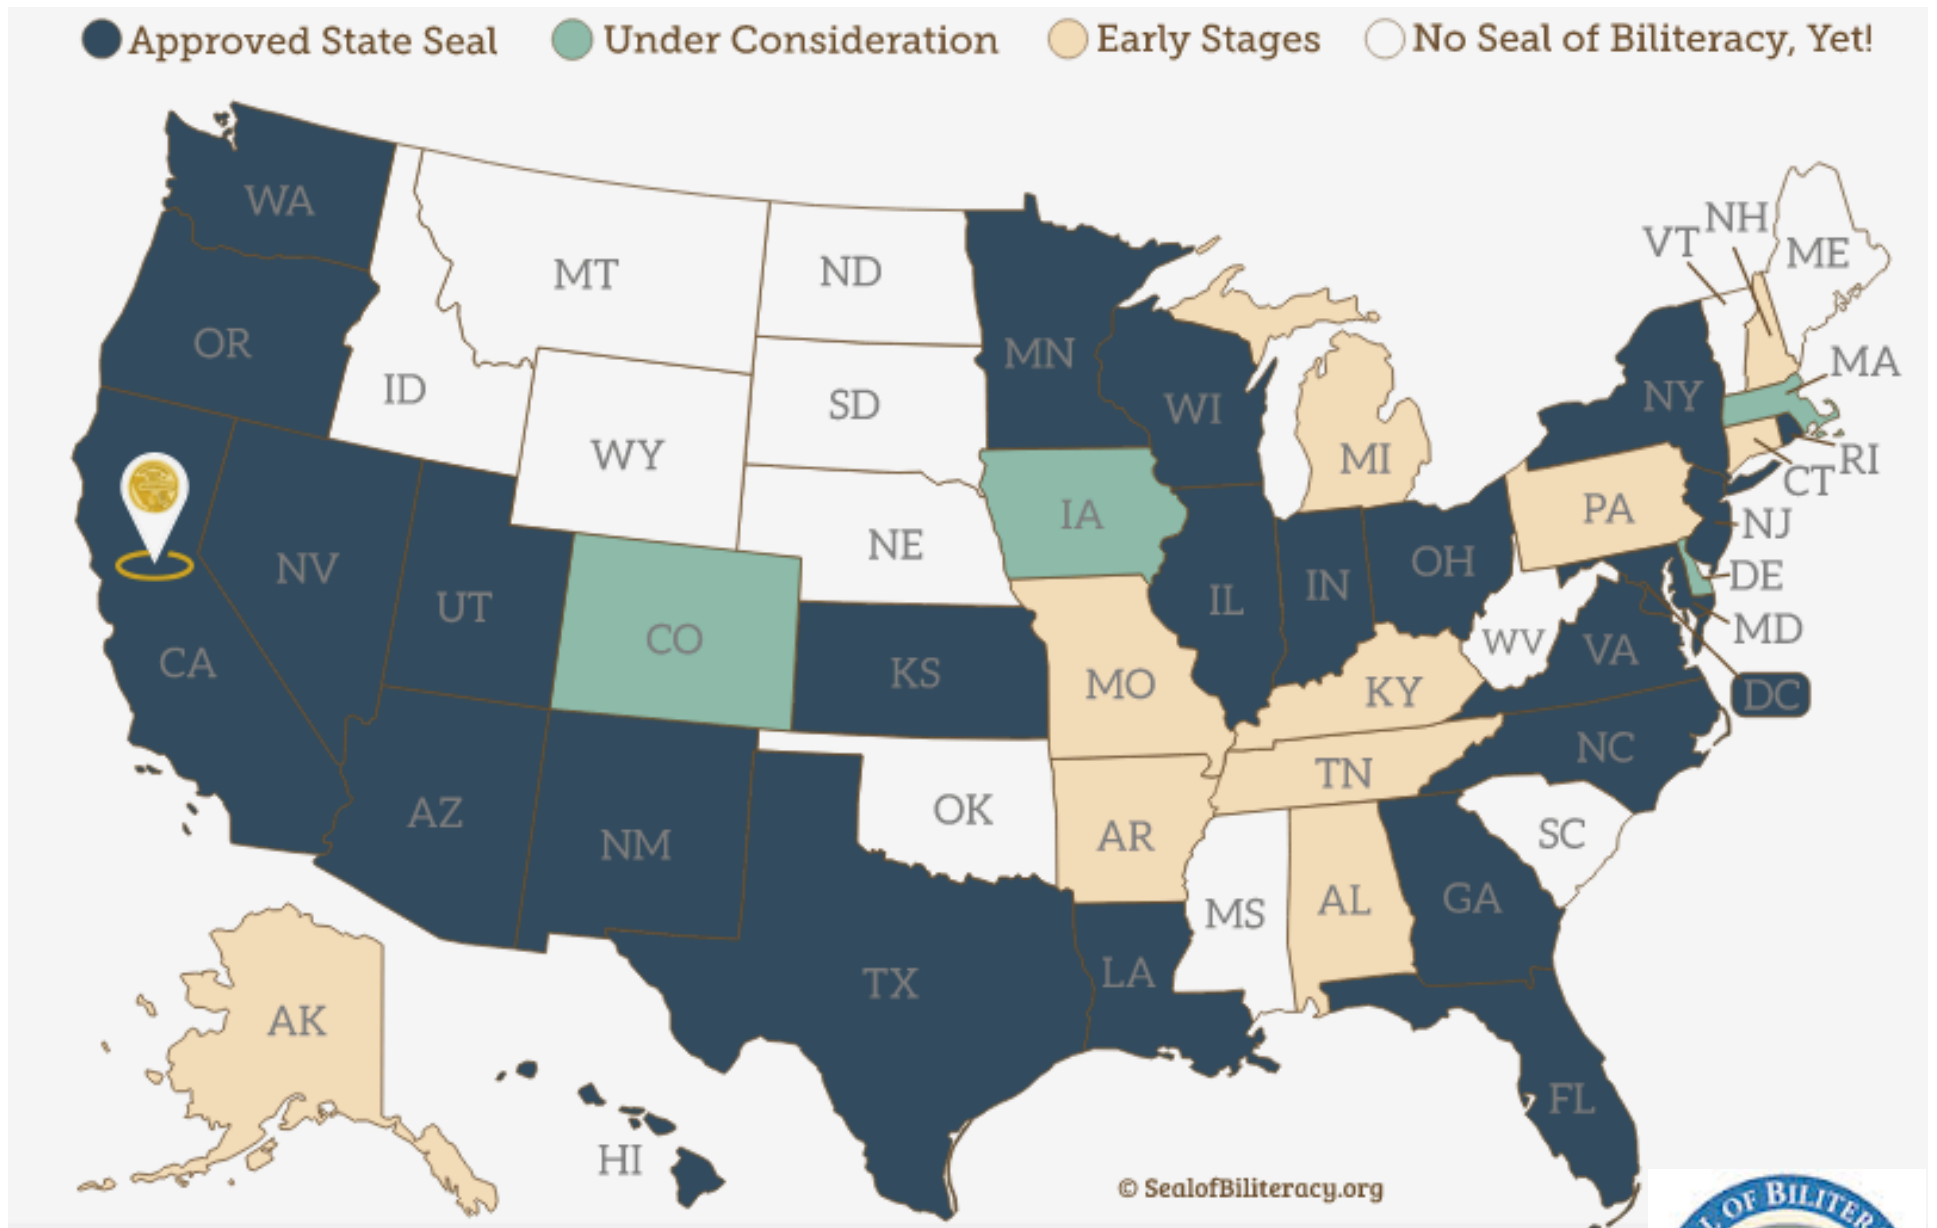 Approved State Seal
Under Consideration
Early Stages
No Seal of Biliteracy, Yet!
WA
MT
ND
MN
VT
NH
ME
OR
ID
WY
SD
WI
MI
NY
MA
RI
CT
NV
UT
CO
NE
IA
IL
IN
OH
PA
NJ
DE
MD
DC
CA
KS
MO
KY
WV
VA
AZ
NM
OK
AR
TN
NC
SC
TX
LA
MS
AL
GA
AK
HI
FL
© SealofBiliteracy.org
OF BILITER